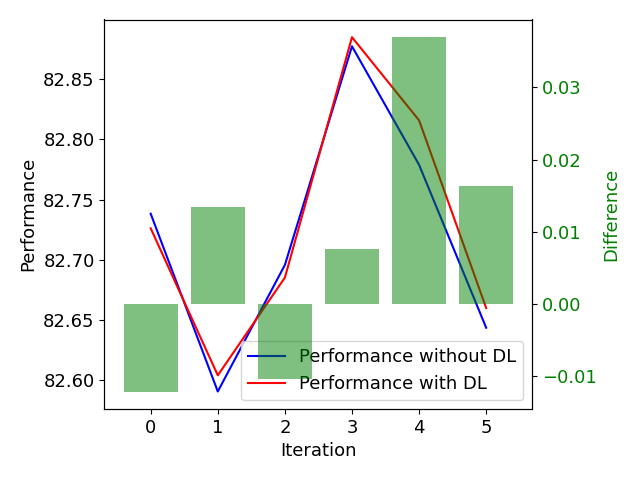 82.85
82.80
82.75
82.70
82.65
82.60
Performance
0.03
0.02
0.01
0.00
−0.01
Difference
Performance without DL
Performance with DL
0 1 2 3 4 5
Iteration